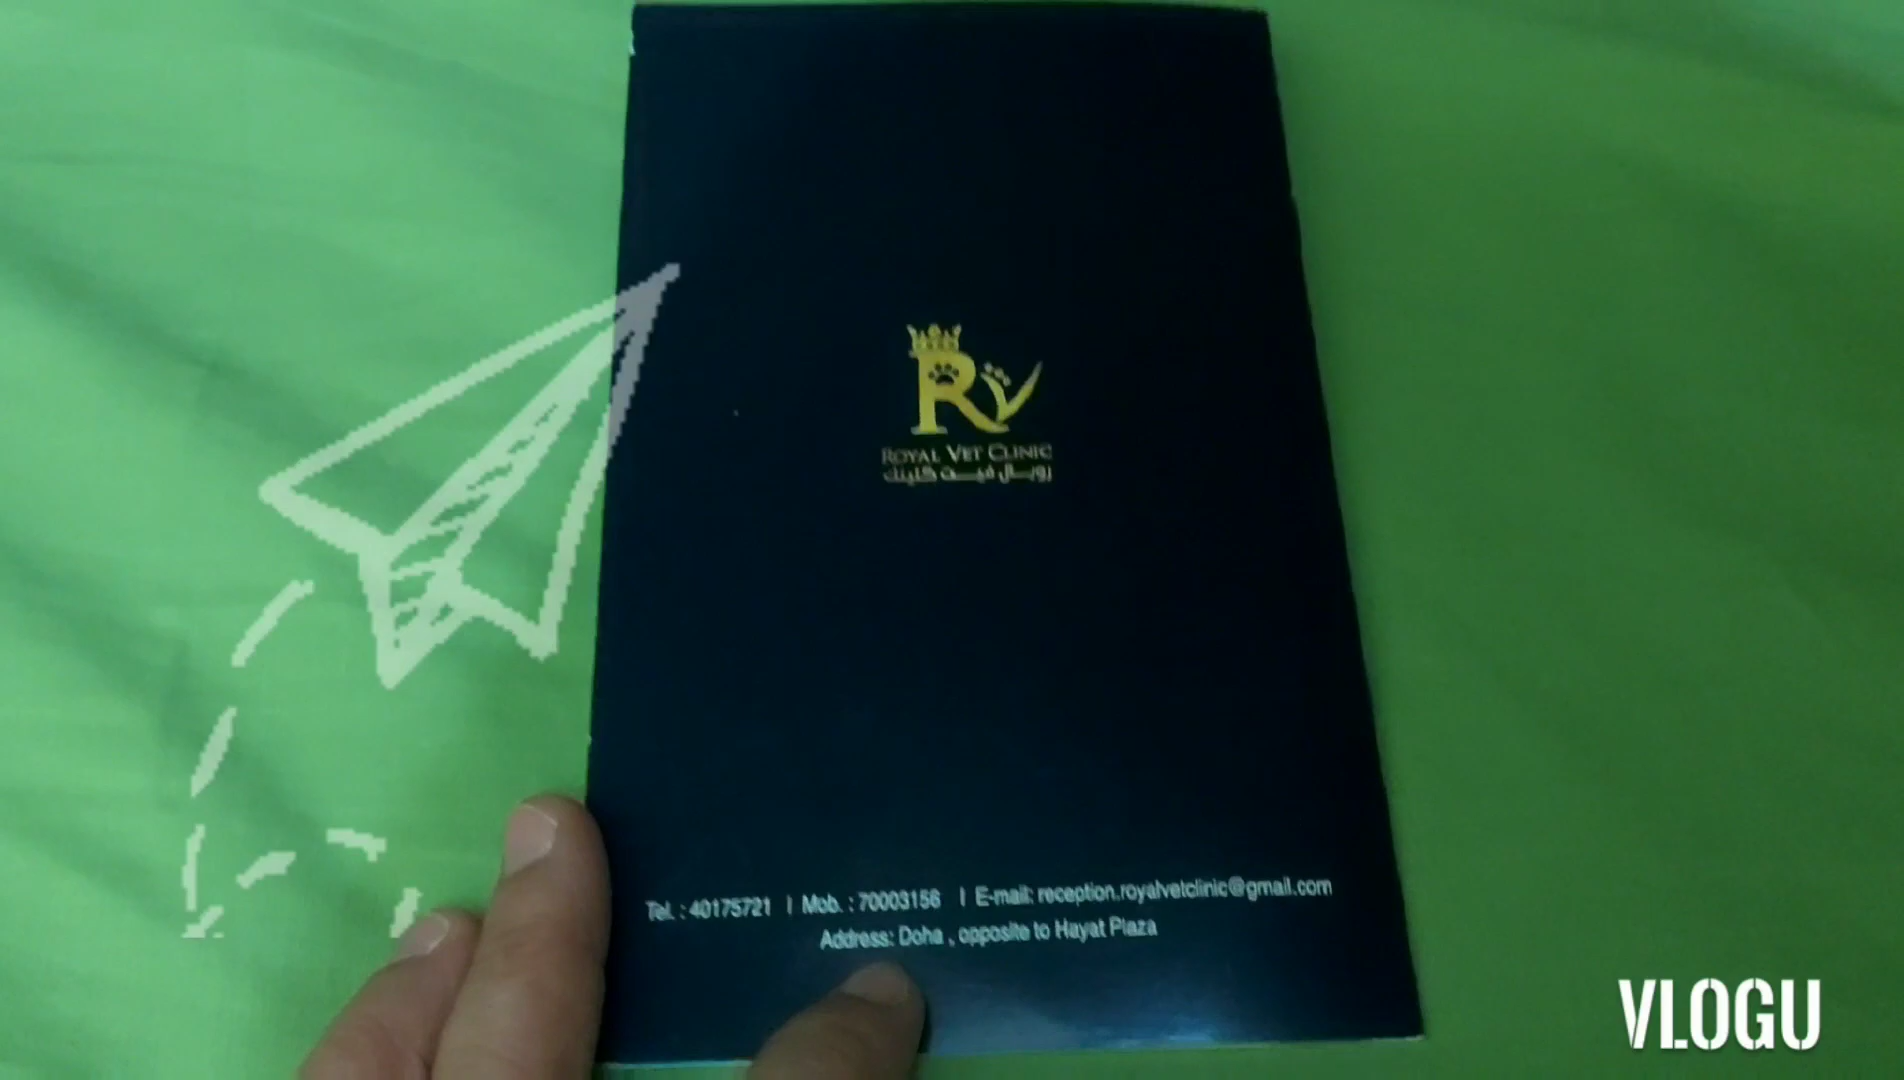 RV
ROYAL VET CLINIC
رويال فيت كلينك
Tel. : 40175721 | Mob. : 70003156 | E-mail: reception.royalvetclinic@gmail.com
Address: Doha , opposite to Hayat Plaza
VLOGU